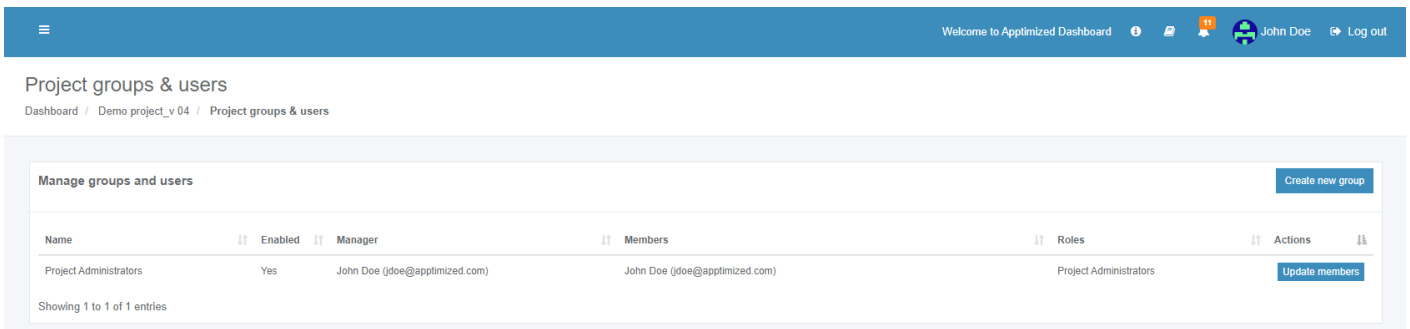 Welcome to Apptimized Dashboard 11 John Doe Log out
Project groups & users
Dashboard / Demo project_v 04 / Project groups & users
Manage groups and users Create new group
Name Enabled Manager Members Roles Actions
Project Administrators Yes John Doe (jdoe@apptimized.com) John Doe (jdoe@apptimized.com) Project Administrators Update members
Showing 1 to 1 of 1 entries